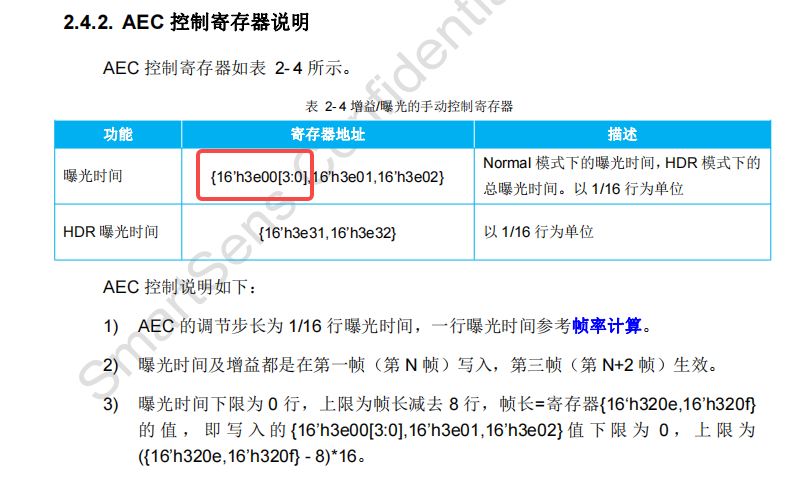 2.4.2. AEC 控制寄存器说明
AEC 控制寄存器如表 2-4 所示。
表 2-4 增益/曝光的手动控制寄存器
功能 寄存器地址 描述
曝光时间 {16'h3e00[3:0],16'h3e01,16'h3e02} Normal 模式下的曝光时间，HDR 模式下的
总曝光时间。以 1/16 行为单位
HDR 曝光时间 {16'h3e31,16'h3e32} 以 1/16 行为单位
AEC 控制说明如下：
1) AEC 的调节步长为 1/16 行曝光时间，一行曝光时间参考帧率计算。
2) 曝光时间及增益都是在第一帧（第 N 帧）写入，第三帧（第 N+2 帧）生效。
3) 曝光时间下限为 0 行，上限为帧长减去 8 行，帧长=寄存器{16‘h320e,16’h320f}
的值，即写入的{16’h3e00[3:0],16’h3e01,16’h3e02}值下限为 0，上限为
({16’h320e,16’h320f} - 8)*16。
SmartSens Confidential